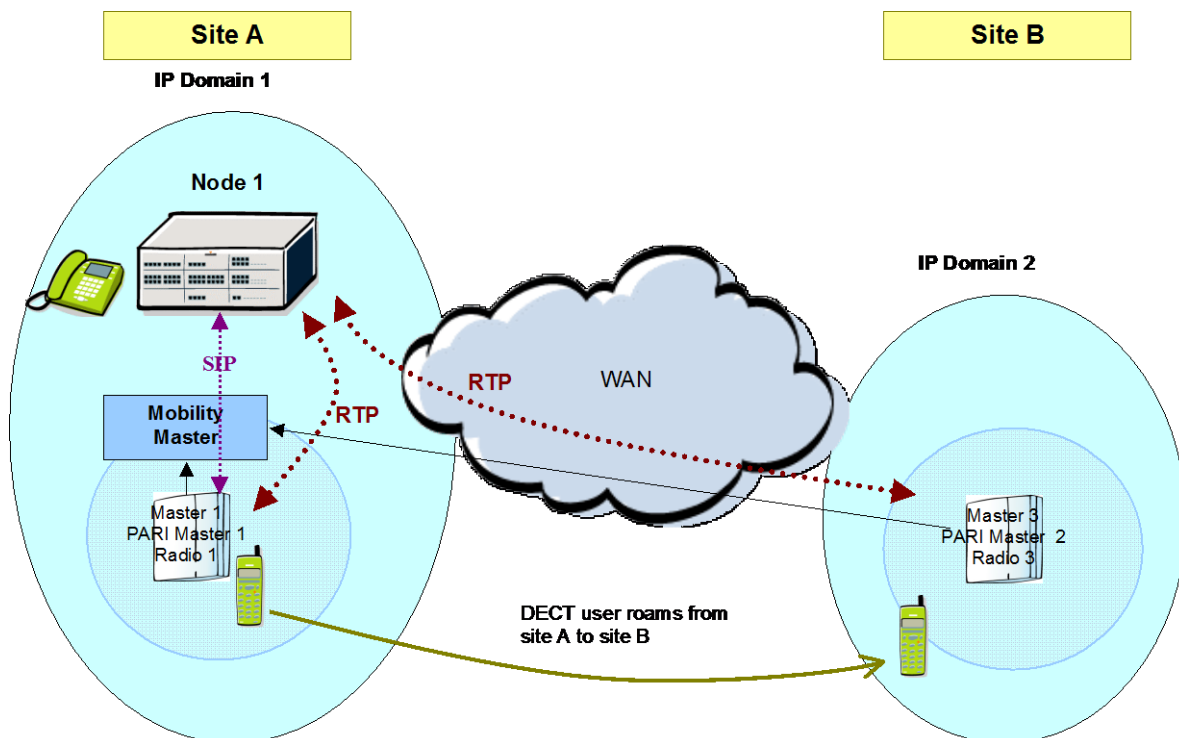 Site A
Site B
IP Domain 1
Node 1
IP Domain 2
SIP
RTP
RTP
WAN
Mobility
Master
Master 1
PARI Master 1
Radio 1
Master 3
PARI Master 2
Radio 3
DECT user roams from
site A to site B